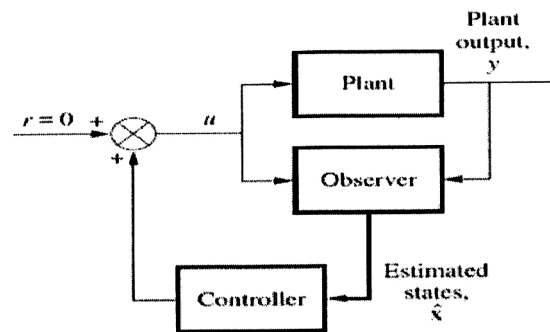 Plant
output,
y
Plant
r = 0
+
u
+
Observer
Estimated
states,
x̂
Controller